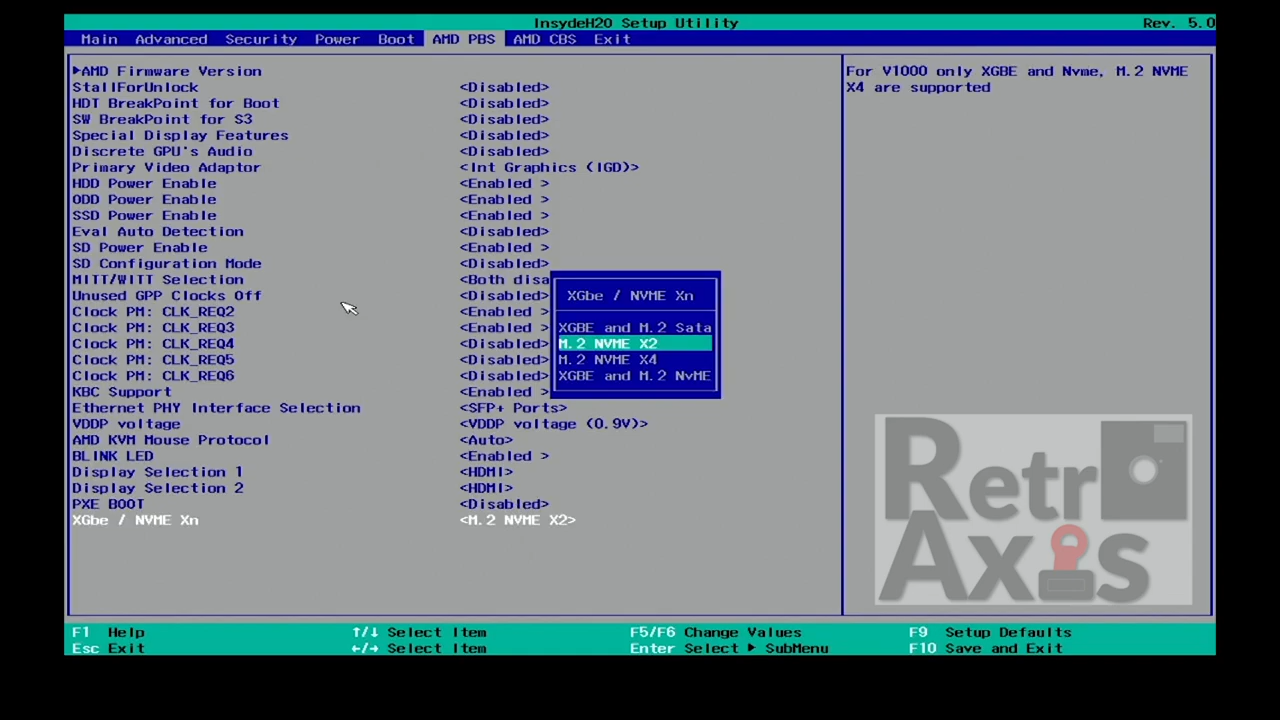 InsydeH2O Setup Utility Rev. 5.0
Main Advanced Security Power Boot AMD PBS AMD CBS Exit
▶AMD Firmware Version
StallForUnlock <Disabled>
HDT BreakPoint for Boot <Disabled>
SW BreakPoint for S3 <Disabled>
Special Display Features <Disabled>
Discrete GPU's Audio <Disabled>
Primary Video Adaptor <Int Graphics (IGD)>
HDD Power Enable <Enabled >
ODD Power Enable <Enabled >
SSD Power Enable <Enabled >
Eval Auto Detection <Disabled>
SD Power Enable <Enabled >
SD Configuration Mode <Disabled>
MITT/WITT Selection <Both disa
Unused GPP Clocks Off <Disabled>
Clock PM: CLK_REQ2 <Enabled >
Clock PM: CLK_REQ3 <Enabled >
Clock PM: CLK_REQ4 <Disabled>
Clock PM: CLK_REQ5 <Disabled>
Clock PM: CLK_REQ6 <Disabled>
KBC Support <Enabled >
Ethernet PHY Interface Selection <SFP+ Ports>
VDDP voltage <VDDP voltage (0.9V)>
AMD KVM Mouse Protocol <Auto>
BLINK LED <Enabled >
Display Selection 1 <HDMI>
Display Selection 2 <HDMI>
PXE BOOT <Disabled>
XGbe / NVME Xn <M.2 NVME X2>
XGbe / NVME Xn
XGBE and M.2 Sata
M.2 NVME X2
M.2 NVME X4
XGBE and M.2 NvME
For V1000 only XGBE and Nvme, M.2 NVME
X4 are supported
Retr
Axis
F1 Help ↑/↓ Select Item F5/F6 Change Values F9 Setup Defaults
Esc Exit ←/→ Select Item Enter Select ▶ SubMenu F10 Save and Exit